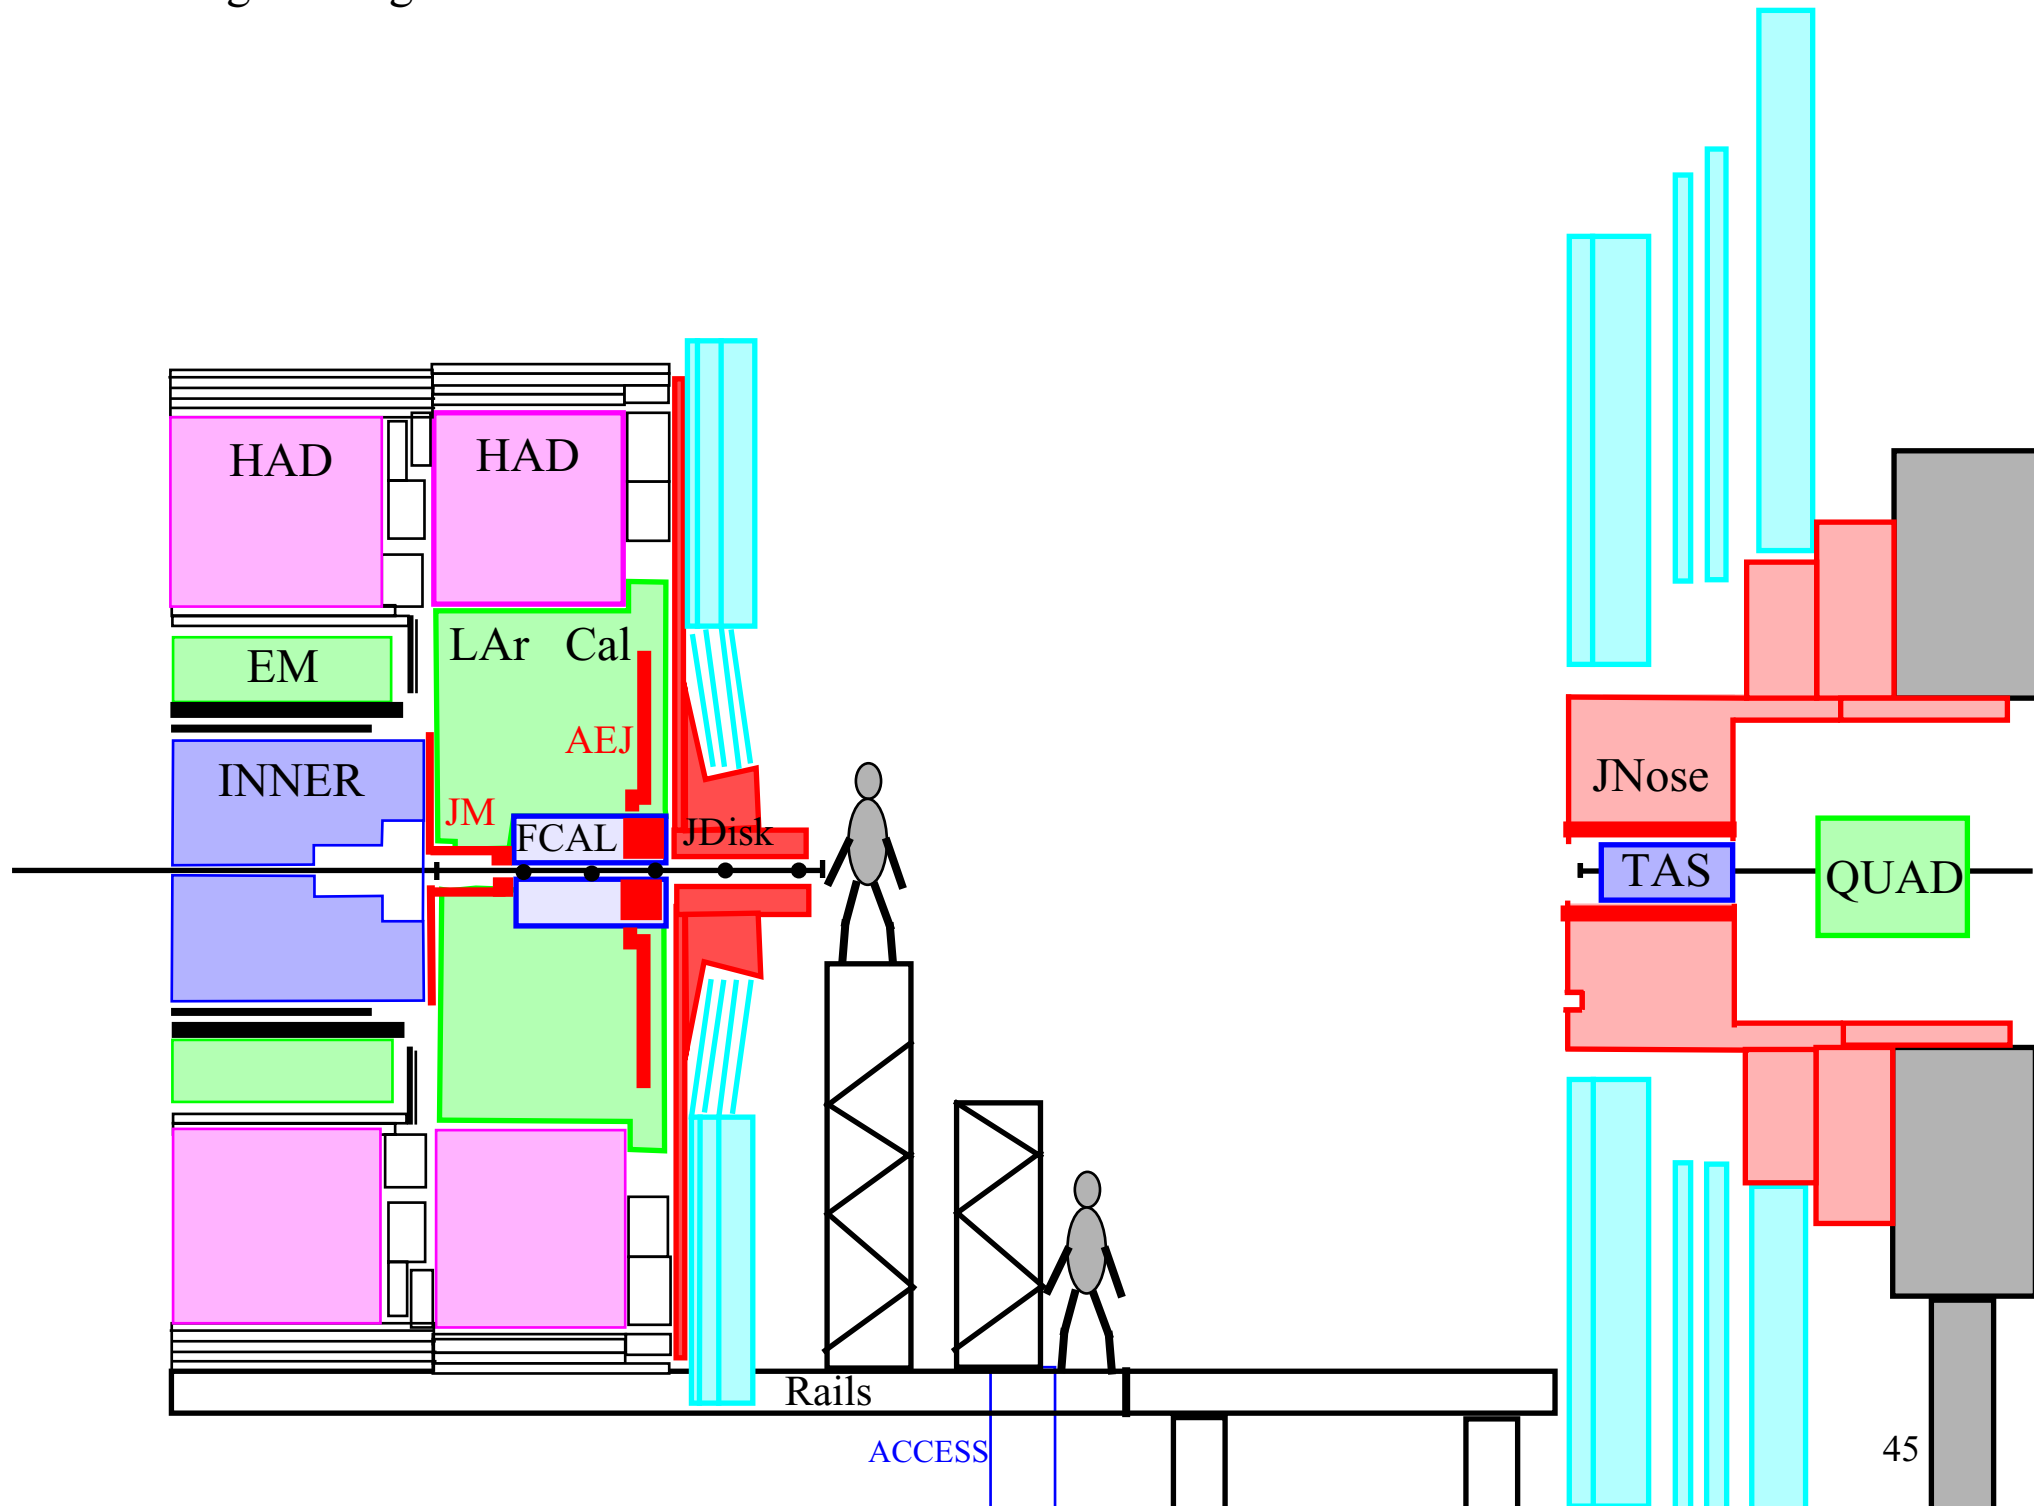 HAD
HAD
LAr Cal
EM
AEJ
INNER
JM
FCAL
JDisk
JNose
TAS
QUAD
Rails
ACCESS
45